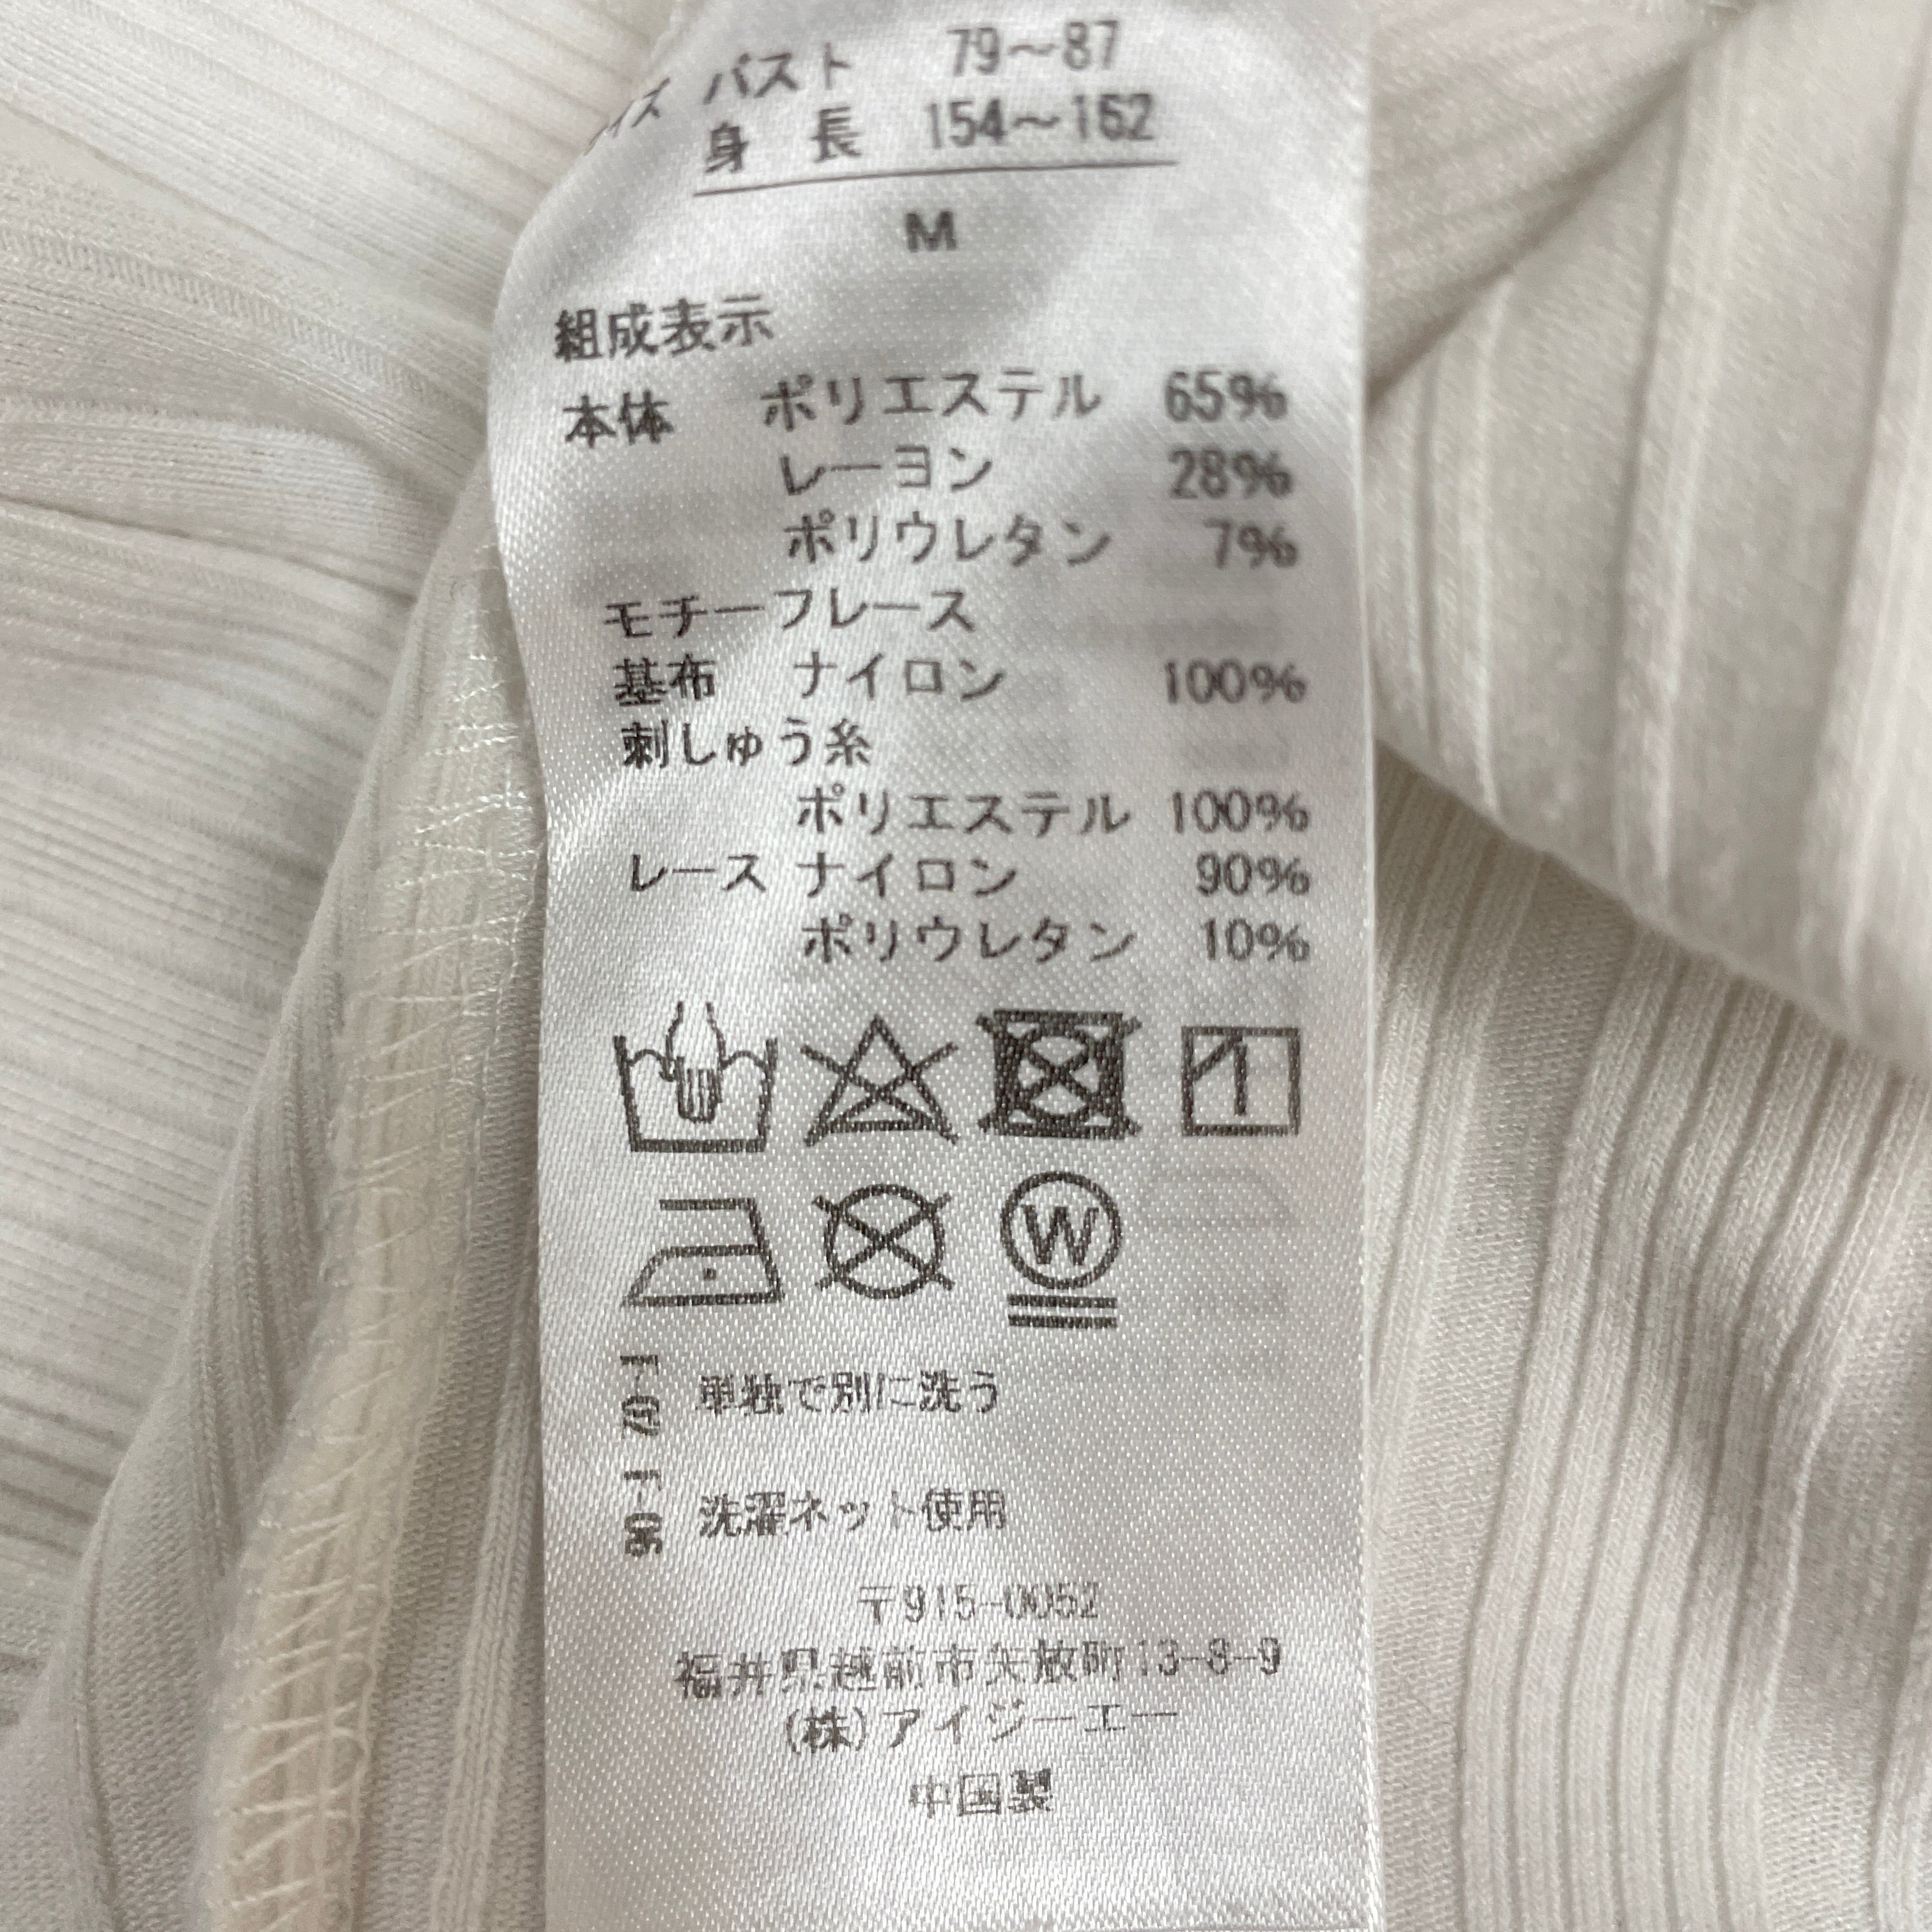 サイズ バスト 79～87
身長 154～162
M
組成表示
本体 ポリエステル 65%
レーヨン 28%
ポリウレタン 7%
モチーフレース
基布 ナイロン 100%
刺しゅう糸
ポリエステル 100%
レース ナイロン 90%
ポリウレタン 10%
W
単独で別に洗う
洗濯ネット使用
〒915-0052
福井県越前市矢放町13-8-9
(株)アイジーエー
中国製